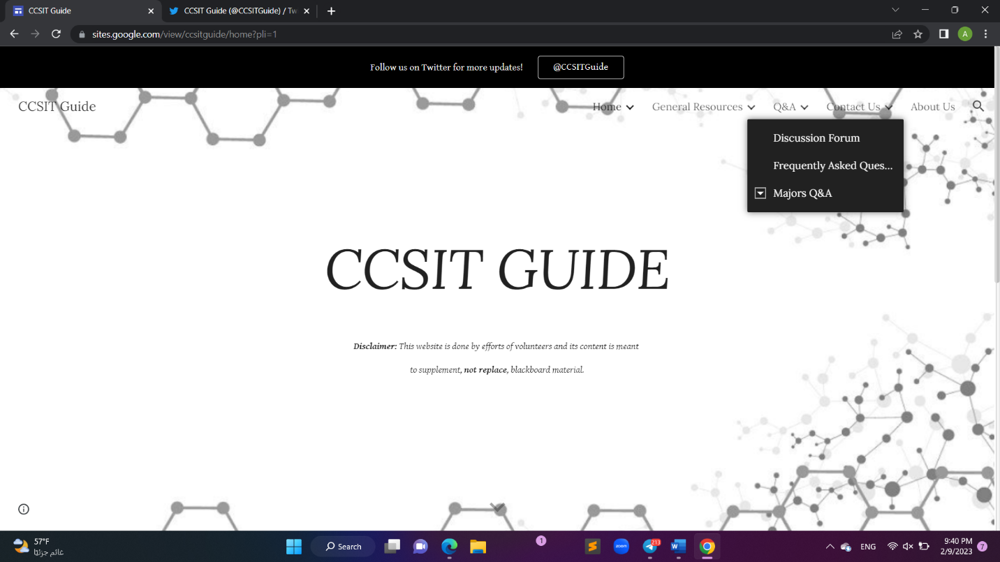 CCSIT Guide
CCSIT Guide (@CCSITGuide) / Tw
sites.google.com/view/ccsitguide/home?pli=1
A
Follow us on Twitter for more updates!
@CCSITGuide
CCSIT Guide
Home
General Resources
Q&A
Contact Us
About Us
Discussion Forum
Frequently Asked Ques...
Majors Q&A
CCSIT GUIDE
Disclaimer: This website is done by efforts of volunteers and its content is meant
to supplement, not replace, blackboard material.
57°F
غائم جزئيًا
Search
1
zoom
213
ENG
9:40 PM
2/9/2023
7